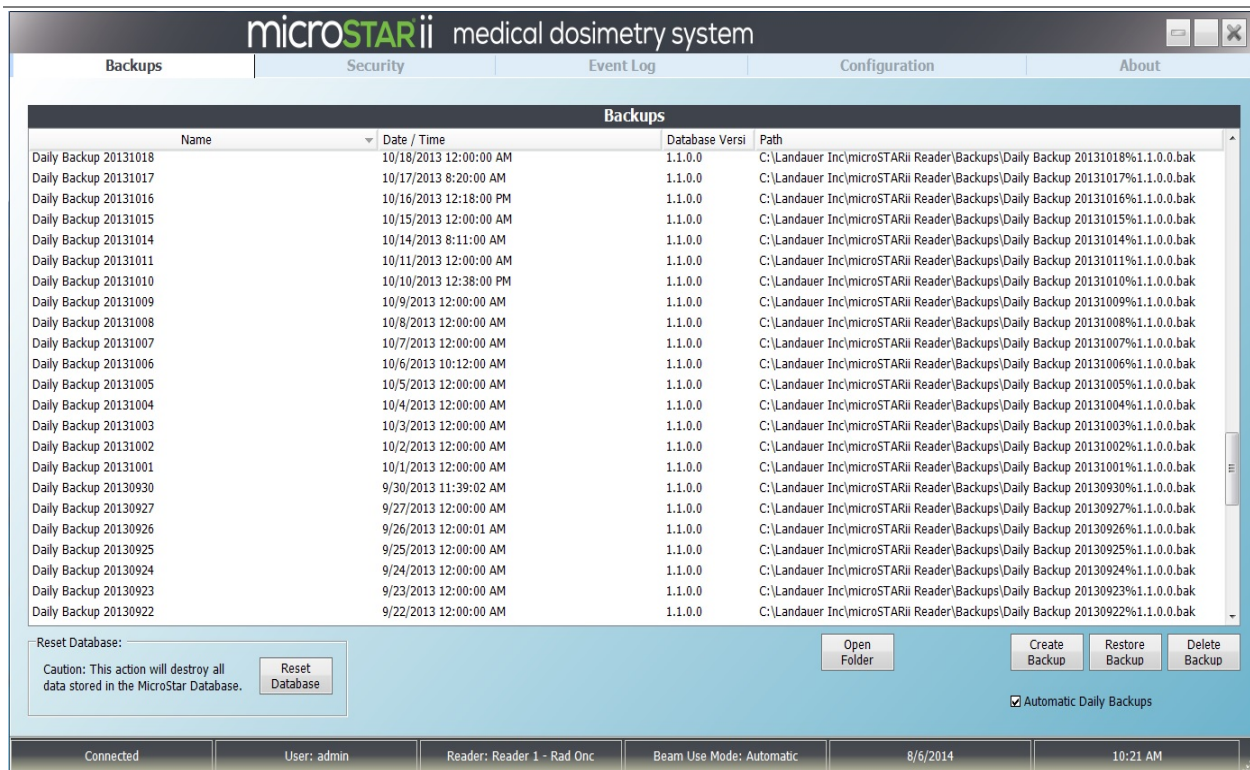 microSTARii medical dosimetry system
Backups Security Event Log Configuration About
Backups
Name Date / Time Database Versi Path
Daily Backup 20131018 10/18/2013 12:00:00 AM 1.1.0.0 C:\Landauer Inc\microSTARii Reader\Backups\Daily Backup 20131018%1.1.0.0.bak
Daily Backup 20131017 10/17/2013 8:20:00 AM 1.1.0.0 C:\Landauer Inc\microSTARii Reader\Backups\Daily Backup 20131017%1.1.0.0.bak
Daily Backup 20131016 10/16/2013 12:18:00 PM 1.1.0.0 C:\Landauer Inc\microSTARii Reader\Backups\Daily Backup 20131016%1.1.0.0.bak
Daily Backup 20131015 10/15/2013 12:00:00 AM 1.1.0.0 C:\Landauer Inc\microSTARii Reader\Backups\Daily Backup 20131015%1.1.0.0.bak
Daily Backup 20131014 10/14/2013 8:11:00 AM 1.1.0.0 C:\Landauer Inc\microSTARii Reader\Backups\Daily Backup 20131014%1.1.0.0.bak
Daily Backup 20131011 10/11/2013 12:00:00 AM 1.1.0.0 C:\Landauer Inc\microSTARii Reader\Backups\Daily Backup 20131011%1.1.0.0.bak
Daily Backup 20131010 10/10/2013 12:38:00 PM 1.1.0.0 C:\Landauer Inc\microSTARii Reader\Backups\Daily Backup 20131010%1.1.0.0.bak
Daily Backup 20131009 10/9/2013 12:00:00 AM 1.1.0.0 C:\Landauer Inc\microSTARii Reader\Backups\Daily Backup 20131009%1.1.0.0.bak
Daily Backup 20131008 10/8/2013 12:00:00 AM 1.1.0.0 C:\Landauer Inc\microSTARii Reader\Backups\Daily Backup 20131008%1.1.0.0.bak
Daily Backup 20131007 10/7/2013 12:00:00 AM 1.1.0.0 C:\Landauer Inc\microSTARii Reader\Backups\Daily Backup 20131007%1.1.0.0.bak
Daily Backup 20131006 10/6/2013 10:12:00 AM 1.1.0.0 C:\Landauer Inc\microSTARii Reader\Backups\Daily Backup 20131006%1.1.0.0.bak
Daily Backup 20131005 10/5/2013 12:00:00 AM 1.1.0.0 C:\Landauer Inc\microSTARii Reader\Backups\Daily Backup 20131005%1.1.0.0.bak
Daily Backup 20131004 10/4/2013 12:00:00 AM 1.1.0.0 C:\Landauer Inc\microSTARii Reader\Backups\Daily Backup 20131004%1.1.0.0.bak
Daily Backup 20131003 10/3/2013 12:00:00 AM 1.1.0.0 C:\Landauer Inc\microSTARii Reader\Backups\Daily Backup 20131003%1.1.0.0.bak
Daily Backup 20131002 10/2/2013 12:00:00 AM 1.1.0.0 C:\Landauer Inc\microSTARii Reader\Backups\Daily Backup 20131002%1.1.0.0.bak
Daily Backup 20131001 10/1/2013 12:00:00 AM 1.1.0.0 C:\Landauer Inc\microSTARii Reader\Backups\Daily Backup 20131001%1.1.0.0.bak
Daily Backup 20130930 9/30/2013 11:39:02 AM 1.1.0.0 C:\Landauer Inc\microSTARii Reader\Backups\Daily Backup 20130930%1.1.0.0.bak
Daily Backup 20130927 9/27/2013 12:00:00 AM 1.1.0.0 C:\Landauer Inc\microSTARii Reader\Backups\Daily Backup 20130927%1.1.0.0.bak
Daily Backup 20130926 9/26/2013 12:00:01 AM 1.1.0.0 C:\Landauer Inc\microSTARii Reader\Backups\Daily Backup 20130926%1.1.0.0.bak
Daily Backup 20130925 9/25/2013 12:00:00 AM 1.1.0.0 C:\Landauer Inc\microSTARii Reader\Backups\Daily Backup 20130925%1.1.0.0.bak
Daily Backup 20130924 9/24/2013 12:00:00 AM 1.1.0.0 C:\Landauer Inc\microSTARii Reader\Backups\Daily Backup 20130924%1.1.0.0.bak
Daily Backup 20130923 9/23/2013 12:00:00 AM 1.1.0.0 C:\Landauer Inc\microSTARii Reader\Backups\Daily Backup 20130923%1.1.0.0.bak
Daily Backup 20130922 9/22/2013 12:00:00 AM 1.1.0.0 C:\Landauer Inc\microSTARii Reader\Backups\Daily Backup 20130922%1.1.0.0.bak
Reset Database:
Caution: This action will destroy all
data stored in the MicroStar Database.
Reset
Database
Open
Folder
Create
Backup
Restore
Backup
Delete
Backup
Automatic Daily Backups
Connected User: admin Reader: Reader 1 - Rad Onc Beam Use Mode: Automatic 8/6/2014 10:21 AM